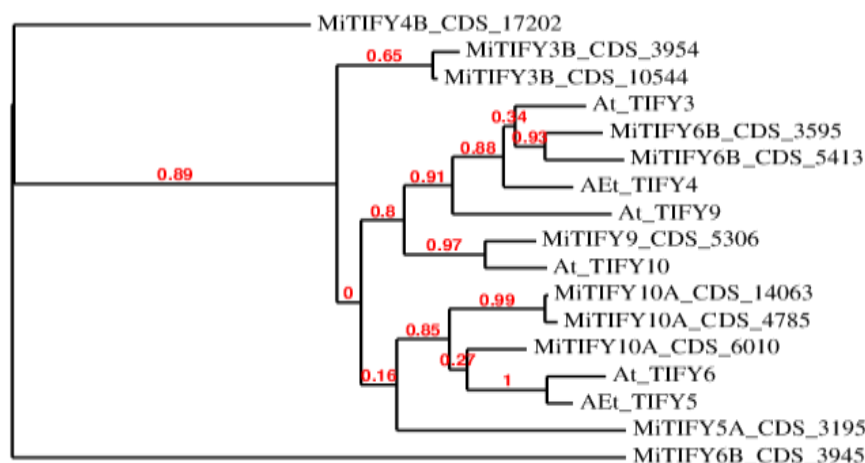 MiTIFY4B_CDS_17202
MiTIFY3B_CDS_3954
0.65
MiTIFY3B_CDS_10544
At_TIFY3
0.34
MiTIFY6B_CDS_3595
0.93
0.88
MiTIFY6B_CDS_5413
0.89
0.91
AEt_TIFY4
0.8
At_TIFY9
MiTIFY9_CDS_5306
0.97
At_TIFY10
0
MiTIFY10A_CDS_14063
0.99
MiTIFY10A_CDS_4785
0.85
MiTIFY10A_CDS_6010
0.27
0.16
At_TIFY6
1
AEt_TIFY5
MiTIFY5A_CDS_3195
MiTIFY6B_CDS_3945